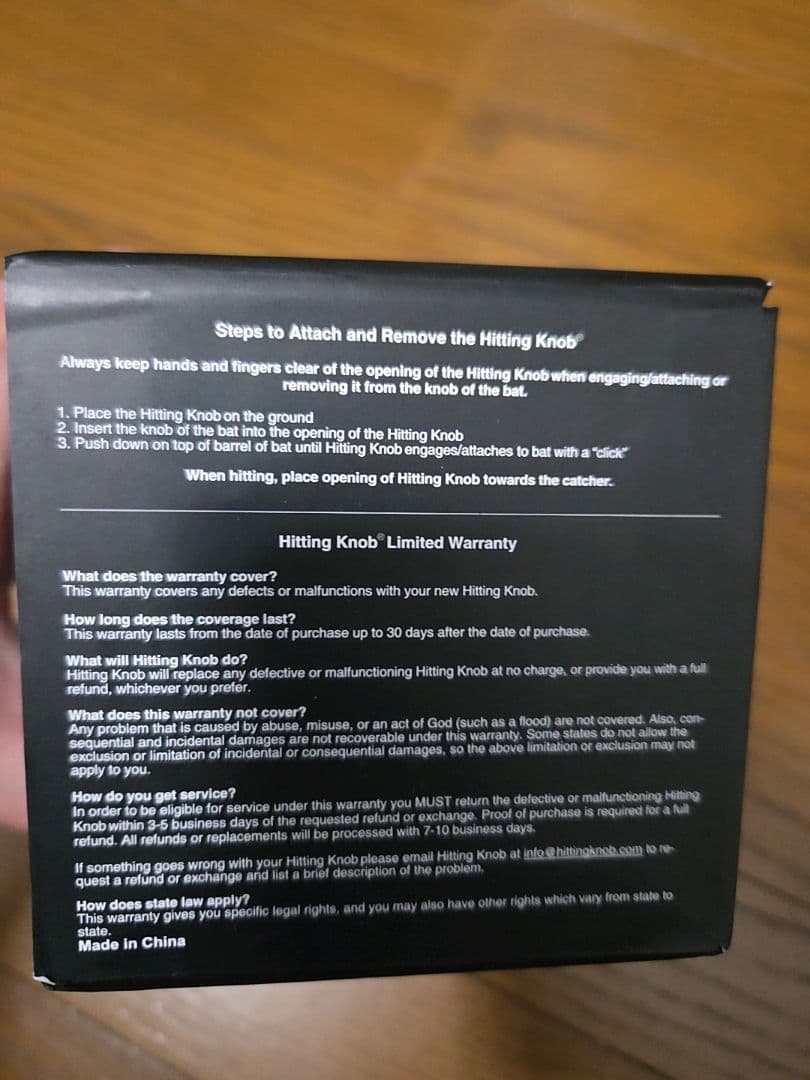 Steps to Attach and Remove the Hitting Knob®
Always keep hands and fingers clear of the opening of the Hitting Knob when engaging/attaching or
removing it from the knob of the bat.
1. Place the Hitting Knob on the ground
2. Insert the knob of the bat into the opening of the Hitting Knob
3. Push down on top of barrel of bat until Hitting Knob engages/attaches to bat with a "click"
When hitting, place opening of Hitting Knob towards the catcher.
Hitting Knob® Limited Warranty
What does the warranty cover?
This warranty covers any defects or malfunctions with your new Hitting Knob.
How long does the coverage last?
This warranty lasts from the date of purchase up to 30 days after the date of purchase.
What will Hitting Knob do?
Hitting Knob will replace any defective or malfunctioning Hitting Knob at no charge, or provide you with a full
refund, whichever you prefer.
What does this warranty not cover?
Any problem that is caused by abuse, misuse, or an act of God (such as a flood) are not covered. Also, con-
sequential and incidental damages are not recoverable under this warranty. Some states do not allow the
exclusion or limitation of incidental or consequential damages, so the above limitation or exclusion may not
apply to you.
How do you get service?
In order to be eligible for service under this warranty you MUST return the defective or malfunctioning Hitting
Knob within 3-5 business days of the requested refund or exchange. Proof of purchase is required for a full
refund. All refunds or replacements will be processed with 7-10 business days.
If something goes wrong with your Hitting Knob please email Hitting Knob at info@hittingknob.com to re-
quest a refund or exchange and list a brief description of the problem.
How does state law apply?
This warranty gives you specific legal rights, and you may also have other rights which vary from state to
state.
Made in China